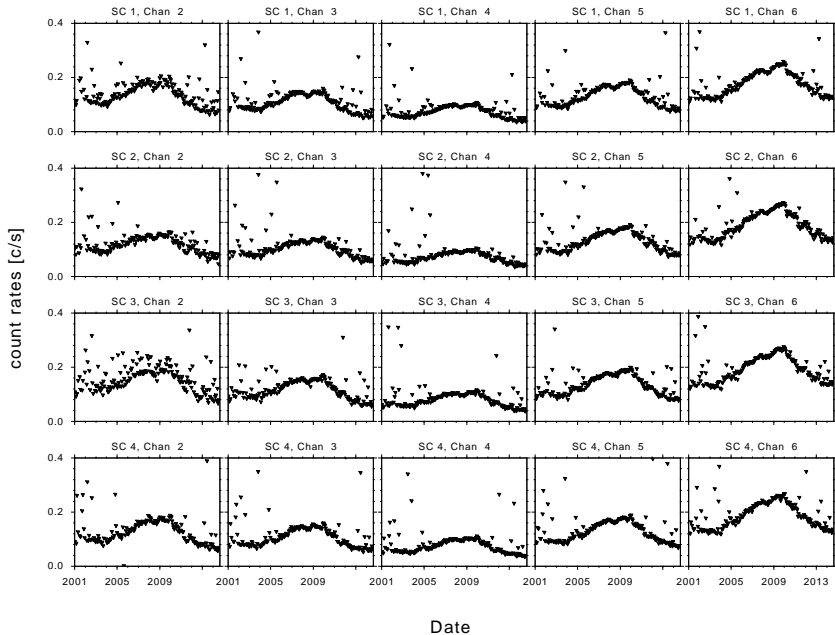 SC 1, Chan 2
SC 1, Chan 3
SC 1, Chan 4
SC 1, Chan 5
SC 1, Chan 6
0.4
0.2
0.0
SC 2, Chan 2
SC 2, Chan 3
SC 2, Chan 4
SC 2, Chan 5
SC 2, Chan 6
0.4
0.2
0.0
count rates [c/s]
SC 3, Chan 2
SC 3, Chan 3
SC 3, Chan 4
SC 3, Chan 5
SC 3, Chan 6
0.4
0.2
0.0
SC 4, Chan 2
SC 4, Chan 3
SC 4, Chan 4
SC 4, Chan 5
SC 4, Chan 6
0.4
0.2
0.0
2001 2005 2009 2001 2005 2009 2001 2005 2009 2001 2005 2009 2001 2005 2009 2013
Date